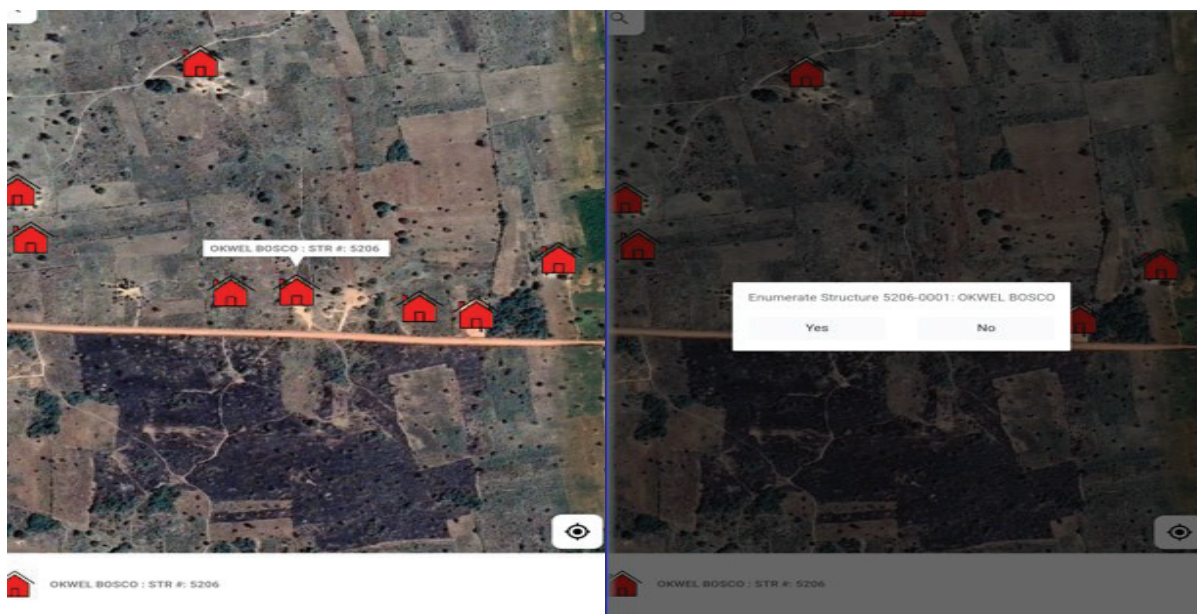 OKWEL BOSCO : STR #: 5206
OKWEL BOSCO : STR #: 5206
Enumerate Structure 5206-0001: OKWEL BOSCO
Yes No
OKWEL BOSCO : STR #: 5206